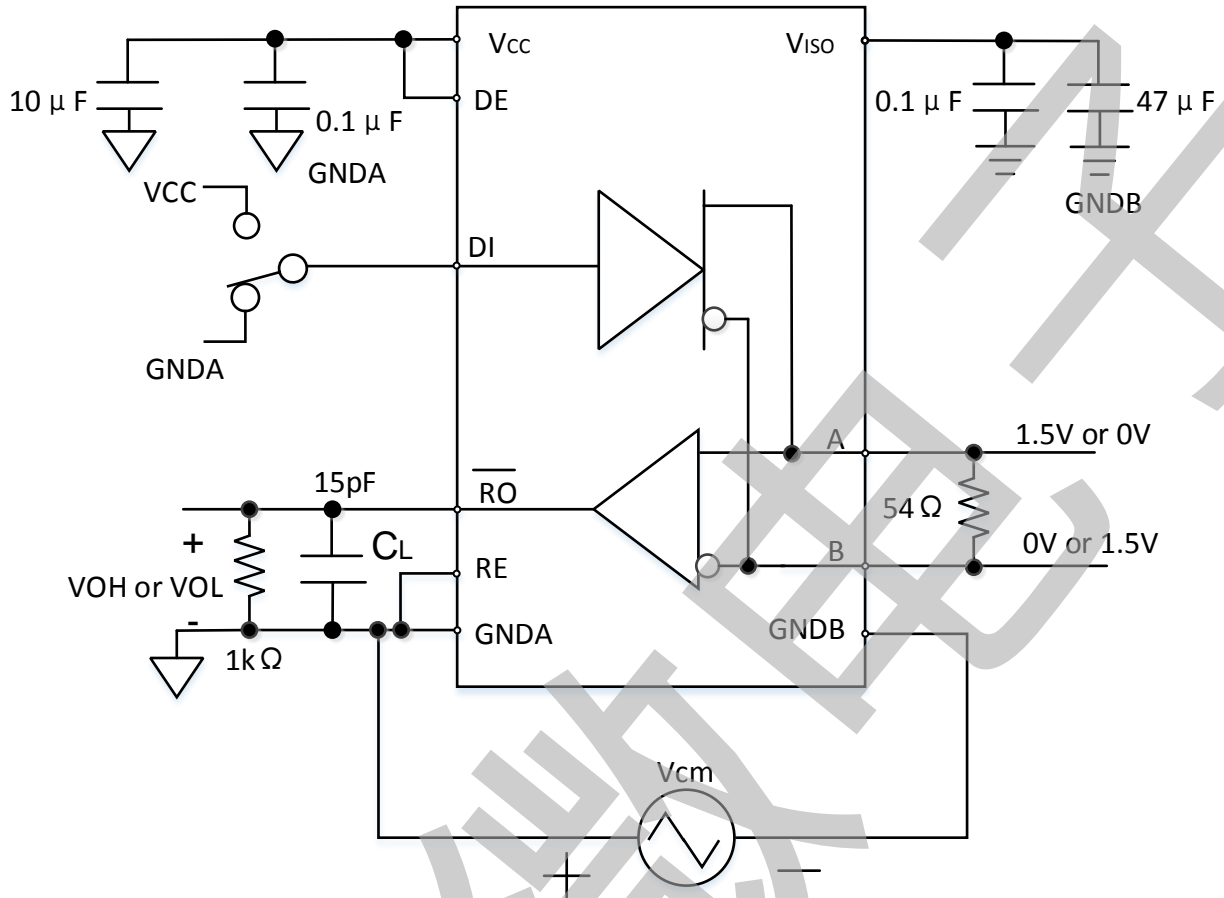 VCC
VISO
10 μ F
DE
0.1 μ F
0.1 μ F
47 μ F
GNDA
VCC
GNDB
DI
GNDA
A
1.5V or 0V
15pF
RO
54 Ω
+
CL
B
0V or 1.5V
VOH or VOL
RE
-
GNDA
GNDB
1k Ω
Vcm
+
—